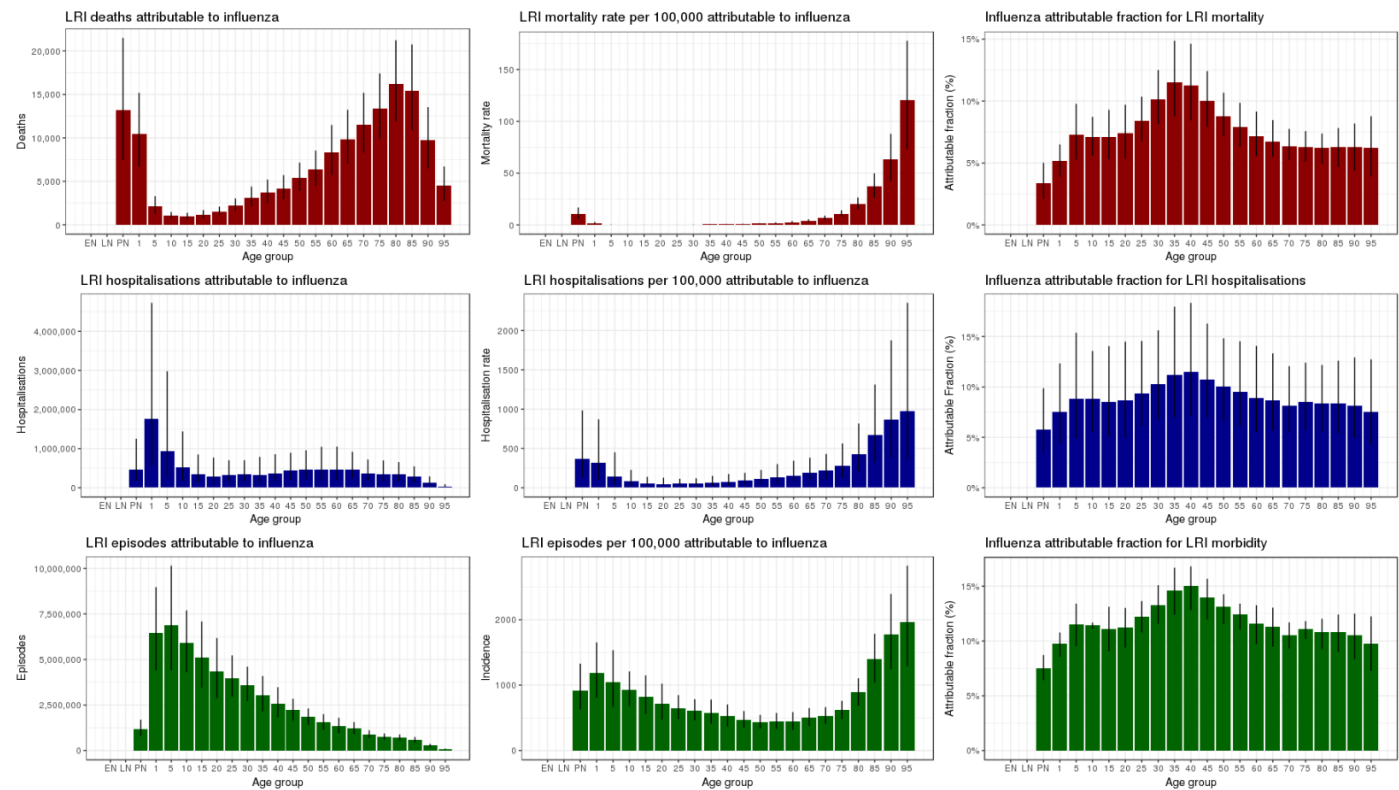 LRI deaths attributable to influenza
Deaths
20,000
15,000
10,000
5,000
0
EN LN PN 1 5 10 15 20 25 30 35 40 45 50 55 60 65 70 75 80 85 90 95
Age group
LRI mortality rate per 100,000 attributable to influenza
Mortality rate
150
100
50
0
EN LN PN 1 5 10 15 20 25 30 35 40 45 50 55 60 65 70 75 80 85 90 95
Age group
Influenza attributable fraction for LRI mortality
Attributable fraction (%)
15%
10%
5%
0%
EN LN PN 1 5 10 15 20 25 30 35 40 45 50 55 60 65 70 75 80 85 90 95
Age group
LRI hospitalisations attributable to influenza
Hospitalisations
4,000,000
3,000,000
2,000,000
1,000,000
0
EN LN PN 1 5 10 15 20 25 30 35 40 45 50 55 60 65 70 75 80 85 90 95
Age group
LRI hospitalisations per 100,000 attributable to influenza
Hospitalisation rate
2000
1500
1000
500
0
EN LN PN 1 5 10 15 20 25 30 35 40 45 50 55 60 65 70 75 80 85 90 95
Age group
Influenza attributable fraction for LRI hospitalisations
Attributable Fraction (%)
15%
10%
5%
0%
EN LN PN 1 5 10 15 20 25 30 35 40 45 50 55 60 65 70 75 80 85 90 95
Age group
LRI episodes attributable to influenza
Episodes
10,000,000
7,500,000
5,000,000
2,500,000
0
EN LN PN 1 5 10 15 20 25 30 35 40 45 50 55 60 65 70 75 80 85 90 95
Age group
LRI episodes per 100,000 attributable to influenza
Incidence
2000
1000
0
EN LN PN 1 5 10 15 20 25 30 35 40 45 50 55 60 65 70 75 80 85 90 95
Age group
Influenza attributable fraction for LRI morbidity
Attributable fraction (%)
15%
10%
5%
0%
EN LN PN 1 5 10 15 20 25 30 35 40 45 50 55 60 65 70 75 80 85 90 95
Age group